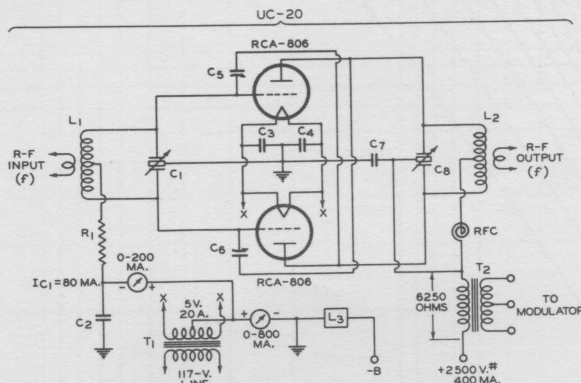 UC-20
RCA-806
C5
L1
C3
C4
C7
L2
R-F
INPUT
(f)
C1
C8
R-F
OUTPUT
(f)
X
X
R1
RFC
0-200
MA.
C6
IC1=80 MA.
- +
RCA-806
T2
X
5V.
20A.
X
C2
+ -
L3
6250
OHMS
TO
MODULATOR
T1
0-800
MA.
117-V.
LINE
-B
+2500 V.#
400 MA.